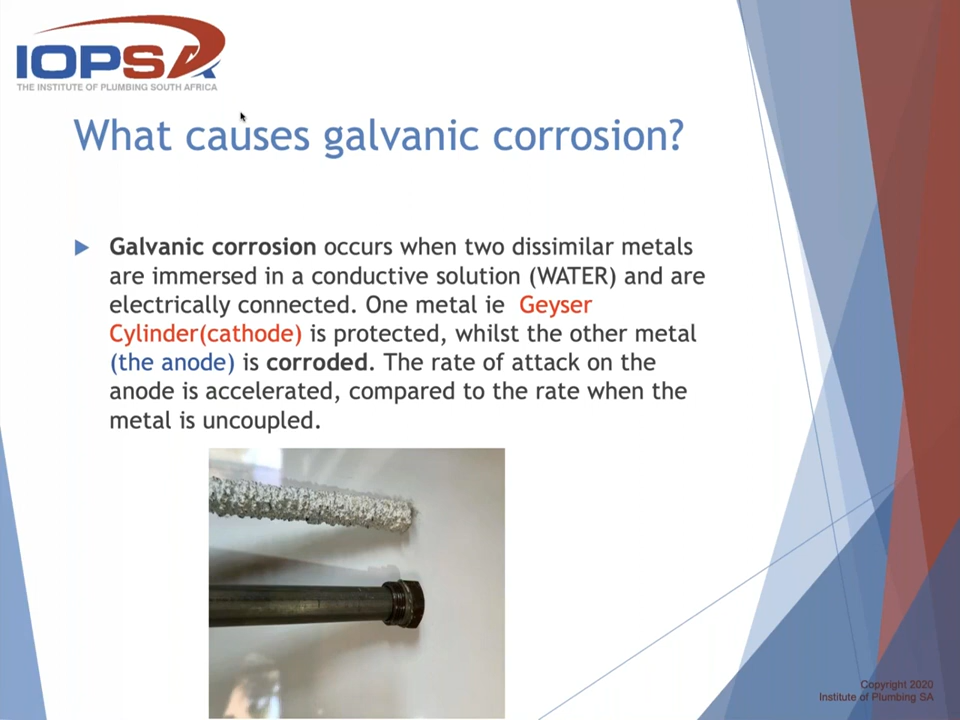 IOPSA
THE INSTITUTE OF PLUMBING SOUTH AFRICA
What causes galvanic corrosion?
Galvanic corrosion occurs when two dissimilar metals
are immersed in a conductive solution (WATER) and are
electrically connected. One metal ie Geyser
Cylinder(cathode) is protected, whilst the other metal
(the anode) is corroded. The rate of attack on the
anode is accelerated, compared to the rate when the
metal is uncoupled.
Copyright 2020
Institute of Plumbing SA